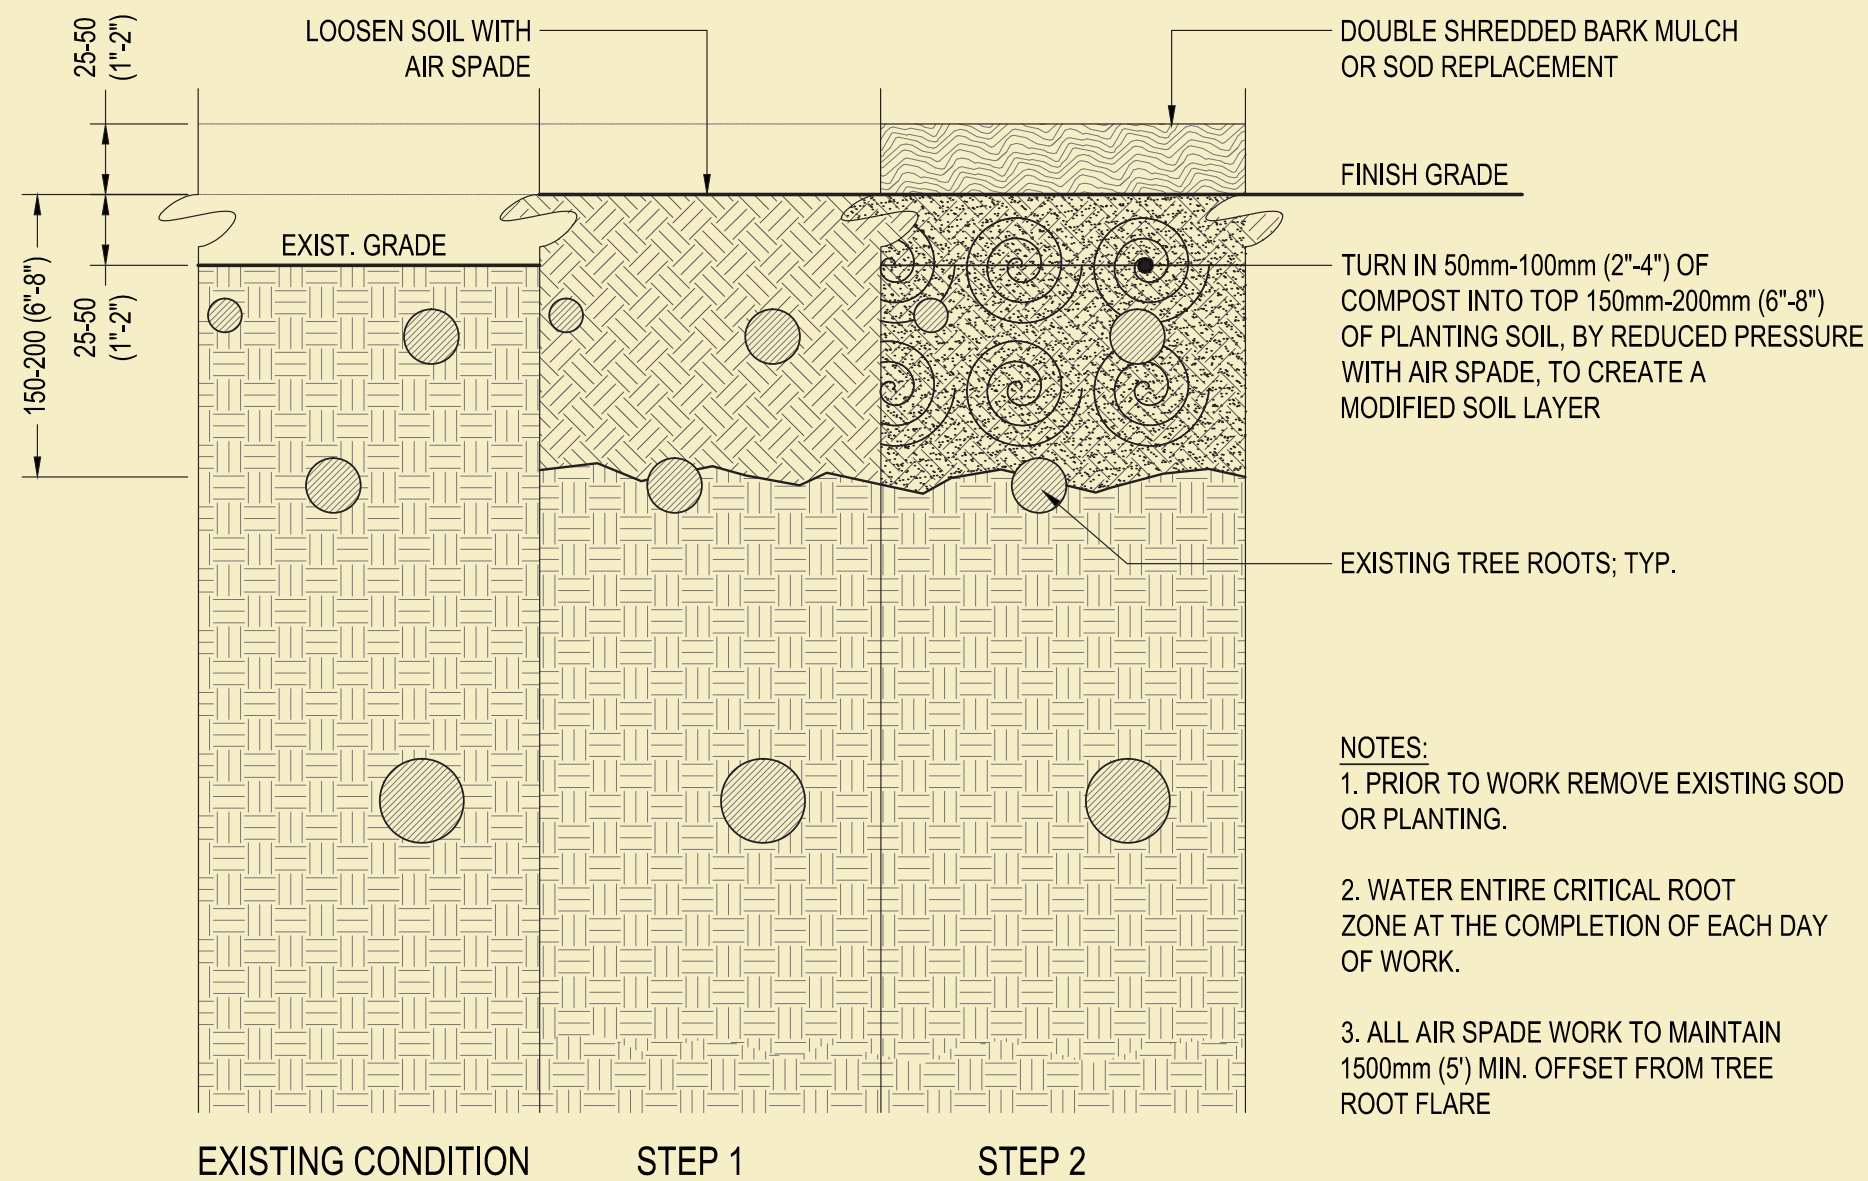 25-50
(1"-2")
LOOSEN SOIL WITH
AIR SPADE
DOUBLE SHREDDED BARK MULCH
OR SOD REPLACEMENT
FINISH GRADE
EXIST. GRADE
150-200 (6"-8")
25-50
(1"-2")
TURN IN 50mm-100mm (2"-4") OF
COMPOST INTO TOP 150mm-200mm (6"-8")
OF PLANTING SOIL, BY REDUCED PRESSURE
WITH AIR SPADE, TO CREATE A
MODIFIED SOIL LAYER
EXISTING TREE ROOTS; TYP.
NOTES:
1. PRIOR TO WORK REMOVE EXISTING SOD
OR PLANTING.
2. WATER ENTIRE CRITICAL ROOT
ZONE AT THE COMPLETION OF EACH DAY
OF WORK.
3. ALL AIR SPADE WORK TO MAINTAIN
1500mm (5') MIN. OFFSET FROM TREE
ROOT FLARE
EXISTING CONDITION
STEP 1
STEP 2